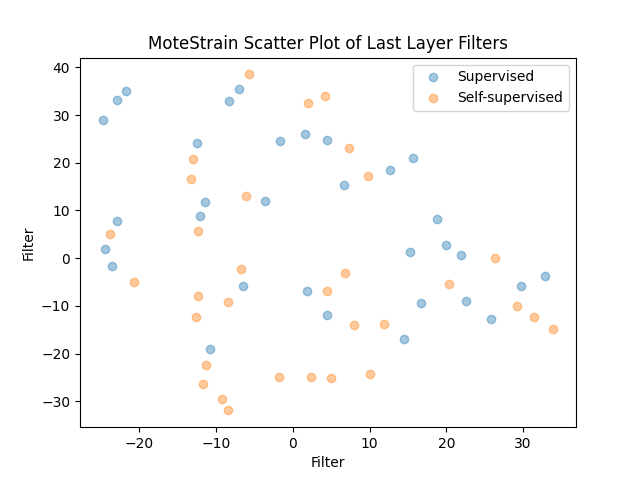 MoteStrain Scatter Plot of Last Layer Filters
Supervised
Self-supervised
40
30
20
10
0
−10
−20
−30
Filter
−20
−10
0
10
20
30
Filter